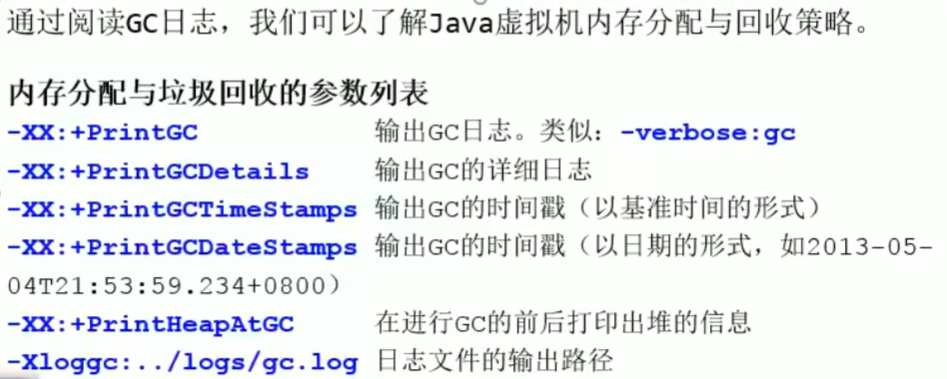 通过阅读GC日志，我们可以了解Java虚拟机内存分配与回收策略。
内存分配与垃圾回收的参数列表
-XX:+PrintGC 输出GC日志。类似：-verbose:gc
-XX:+PrintGCDetails 输出GC的详细日志
-XX:+PrintGCTimeStamps 输出GC的时间戳（以基准时间的形式）
-XX:+PrintGCDateStamps 输出GC的时间戳（以日期的形式，如2013-05-
04T21:53:59.234+0800）
-XX:+PrintHeapAtGC 在进行GC的前后打印出堆的信息
-Xloggc:../logs/gc.log 日志文件的输出路径